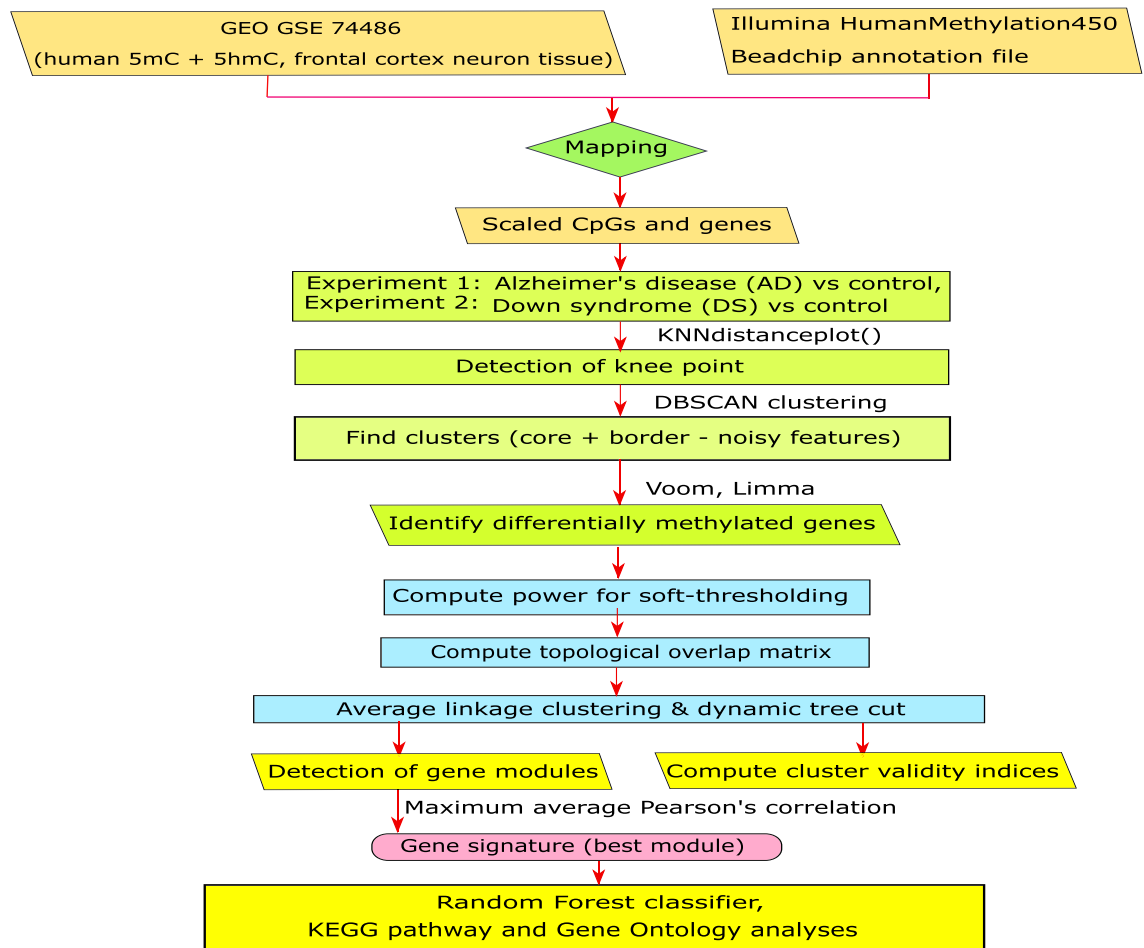 GEO GSE 74486
(human 5mC + 5hmC, frontal cortex neuron tissue)
Illumina HumanMethylation450
Beadchip annotation file
Mapping
Scaled CpGs and genes
Experiment 1: Alzheimer's disease (AD) vs control,
Experiment 2: Down syndrome (DS) vs control
KNNdistanceplot()
Detection of knee point
DBSCAN clustering
Find clusters (core + border - noisy features)
Voom, Limma
Identify differentially methylated genes
Compute power for soft-thresholding
Compute topological overlap matrix
Average linkage clustering & dynamic tree cut
Detection of gene modules
Compute cluster validity indices
Maximum average Pearson's correlation
Gene signature (best module)
Random Forest classifier,
KEGG pathway and Gene Ontology analyses